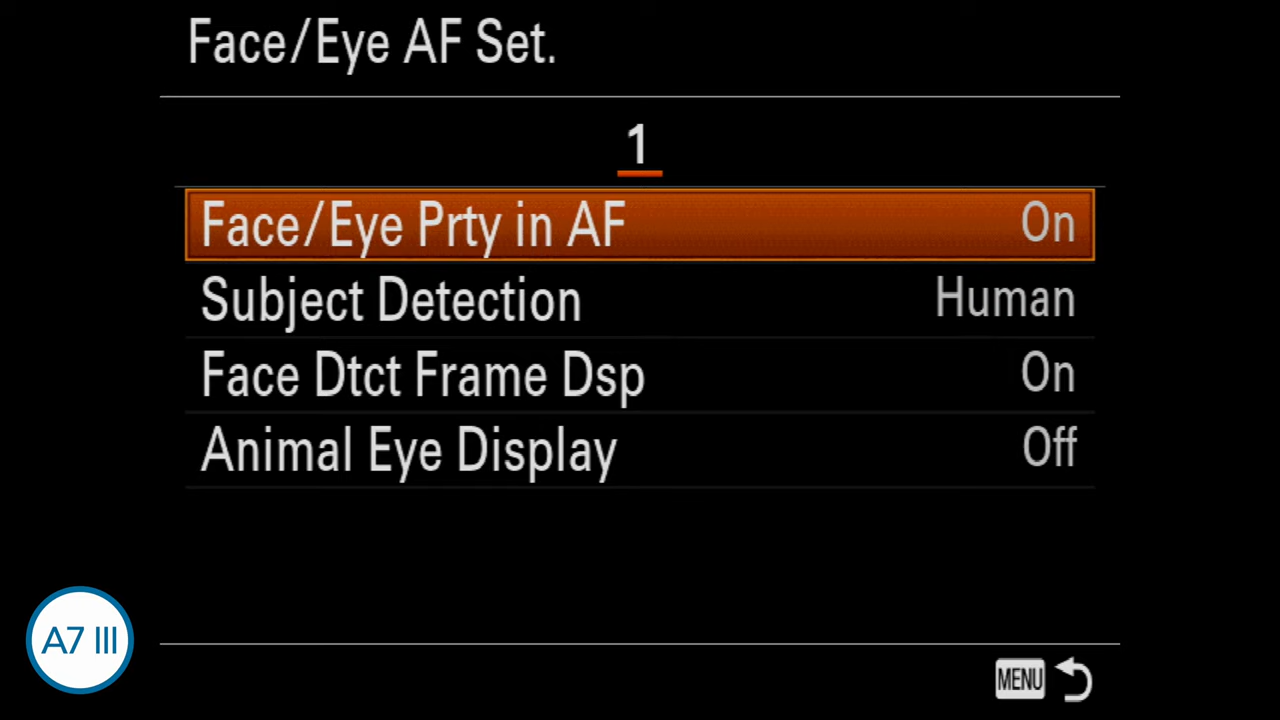 Face/Eye AF Set.
1
Face/Eye Prty in AF On
Subject Detection Human
Face Dtct Frame Dsp On
Animal Eye Display Off
A7 III
MENU